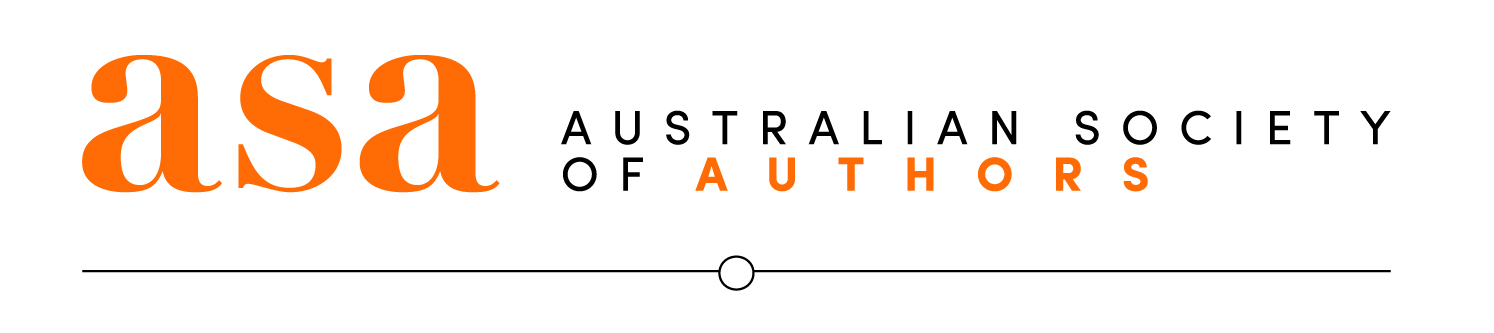 asa
AUSTRALIAN SOCIETY
OF AUTHORS